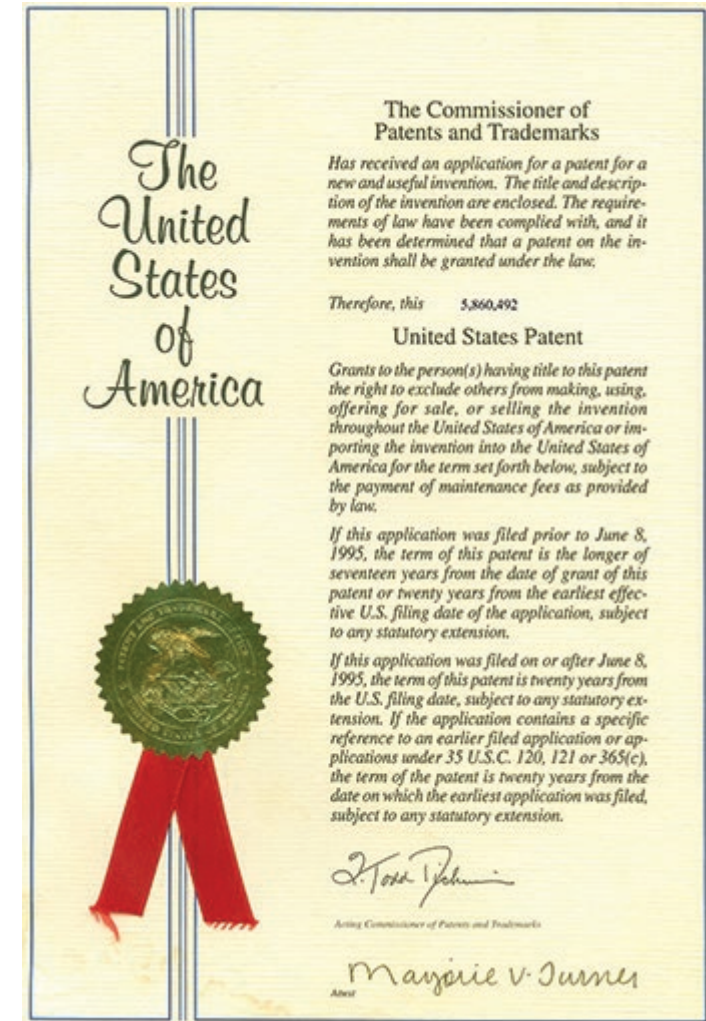 The
United
States
of
America
The Commissioner of
Patents and Trademarks
Has received an application for a patent for a
new and useful invention. The title and descrip-
tion of the invention are enclosed. The require-
ments of law have been complied with, and it
has been determined that a patent on the in-
vention shall be granted under the law.
Therefore, this 5,860,492
United States Patent
Grants to the person(s) having title to this patent
the right to exclude others from making, using,
offering for sale, or selling the invention
throughout the United States of America or im-
porting the invention into the United States of
America for the term set forth below, subject to
the payment of maintenance fees as provided
by law.
If this application was filed prior to June 8,
1995, the term of this patent is the longer of
seventeen years from the date of grant of this
patent or twenty years from the earliest effec-
tive U.S. filing date of the application, subject
to any statutory extension.
If this application was filed on or after June 8,
1995, the term of this patent is twenty years from
the U.S. filing date, subject to any statutory ex-
tension. If the application contains a specific
reference to an earlier filed application or ap-
plications under 35 U.S.C. 120, 121 or 365(c),
the term of the patent is twenty years from the
date on which the earliest application was filed,
subject to any statutory extension.
Todd
Acting Commissioner of Patents and Trademarks
Marjorie V. Turner
Attest